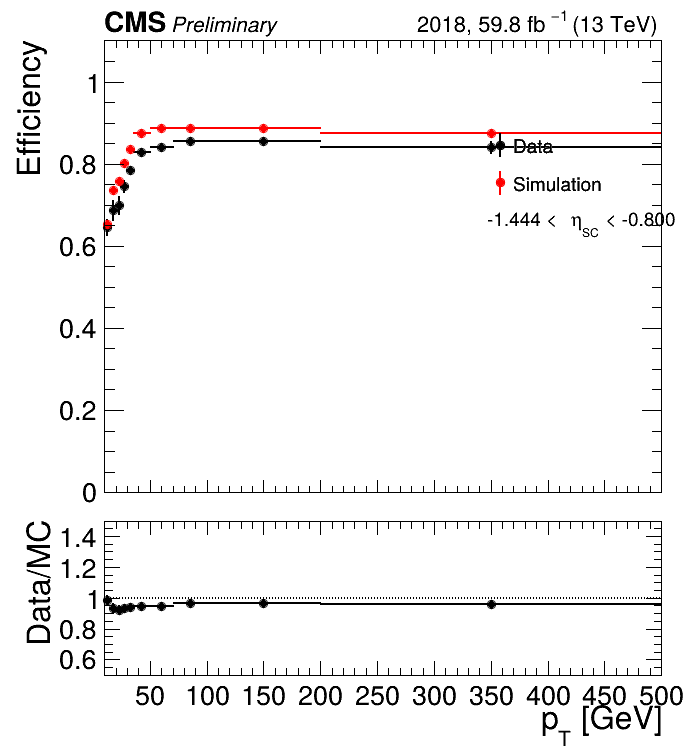 CMS Preliminary 2018, 59.8 fb⁻¹ (13 TeV)
Efficiency
1
0.8
0.6
0.4
0.2
0
Data
Simulation
-1.444 < η_SC < -0.800
Data/MC
1.4
1.2
1
0.8
0.6
50 100 150 200 250 300 350 400 450 500
p_T [GeV]